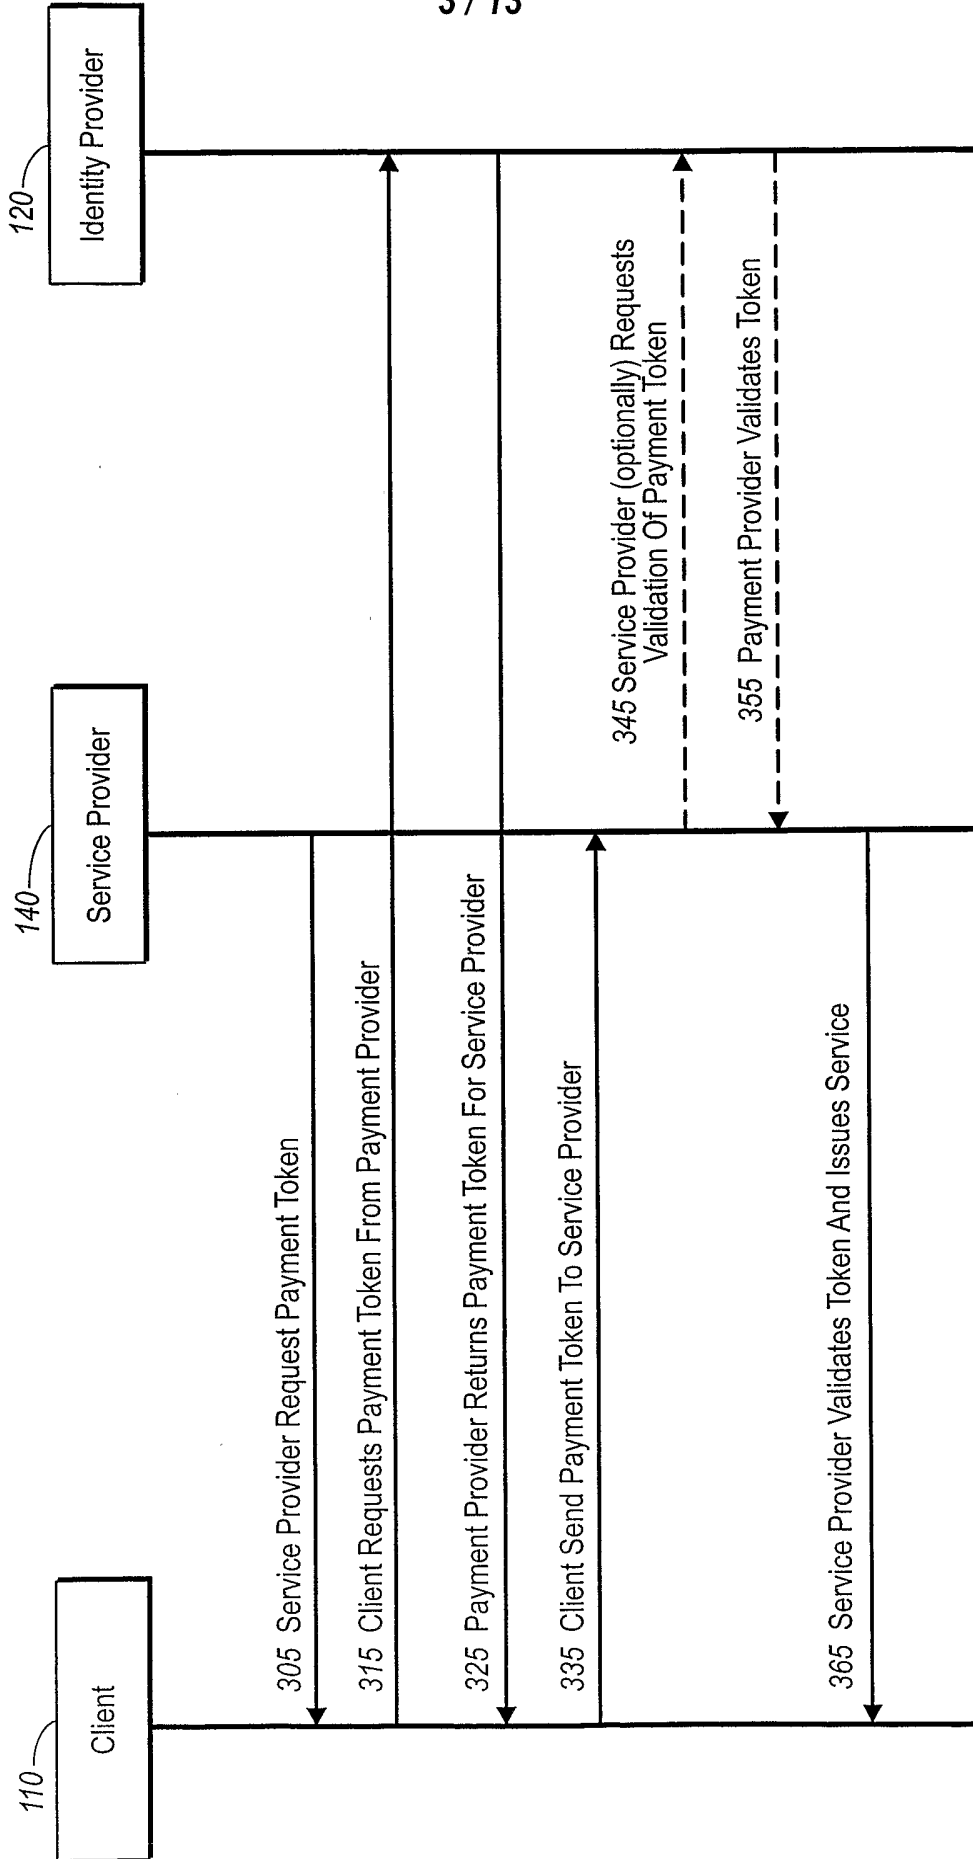 3 / 13
110
Client
140
Service Provider
120
Identity Provider
305 Service Provider Request Payment Token
315 Client Requests Payment Token From Payment Provider
325 Payment Provider Returns Payment Token For Service Provider
335 Client Send Payment Token To Service Provider
345 Service Provider (optionally) Requests
Validation Of Payment Token
355 Payment Provider Validates Token
365 Service Provider Validates Token And Issues Service